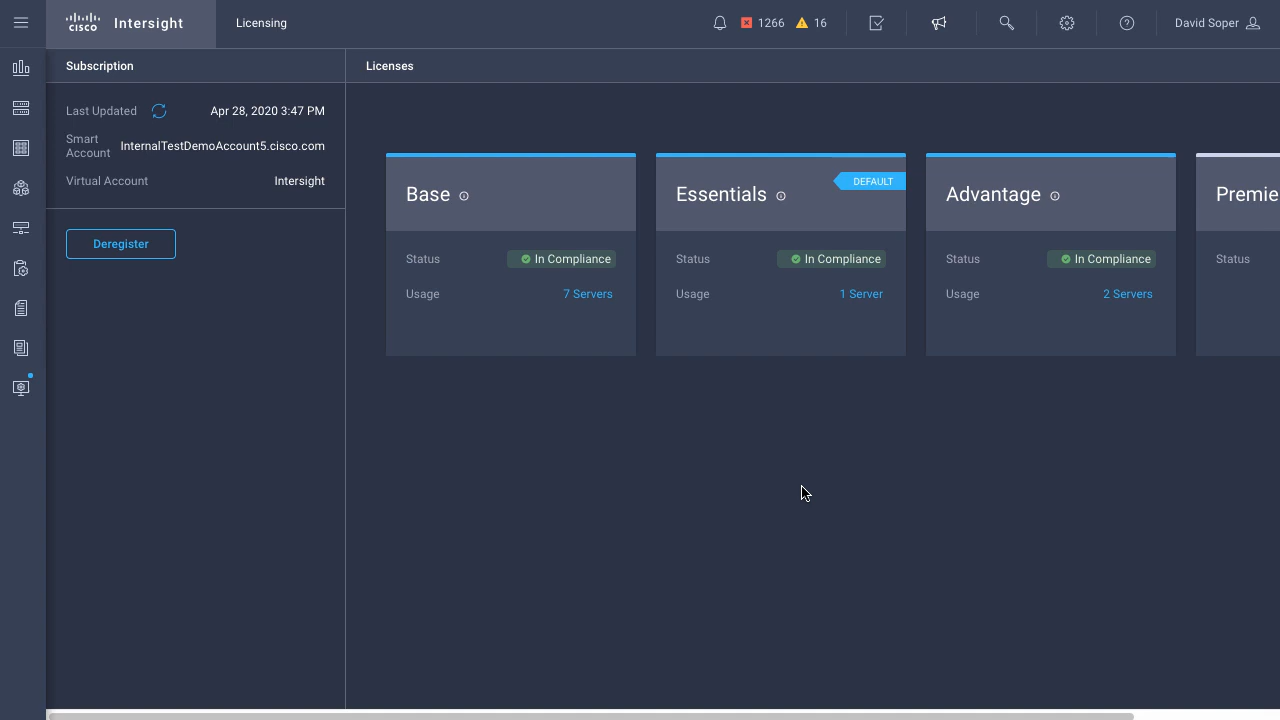 cisco Intersight Licensing 1266 16 David Soper
Subscription
Licenses
Last Updated Apr 28, 2020 3:47 PM
Smart Account InternalTestDemoAccount5.cisco.com
Virtual Account Intersight
Deregister
Base
Status In Compliance
Usage 7 Servers
Essentials DEFAULT
Status In Compliance
Usage 1 Server
Advantage
Status In Compliance
Usage 2 Servers
Premie
Status